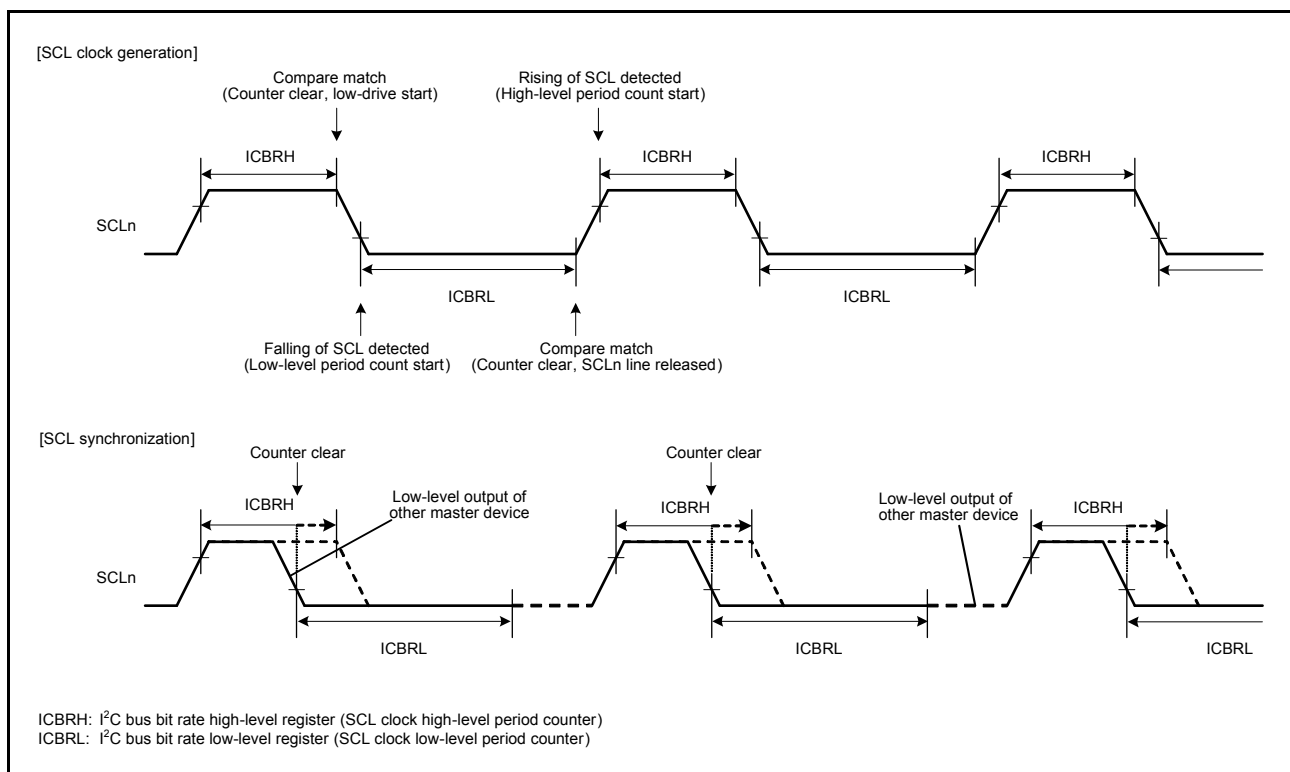 [SCL clock generation]
Compare match
(Counter clear, low-drive start)
Rising of SCL detected
(High-level period count start)
ICBRH
ICBRH
ICBRH
SCLn
ICBRL
ICBRL
Falling of SCL detected
(Low-level period count start)
Compare match
(Counter clear, SCLn line released)
[SCL synchronization]
Counter clear
Counter clear
ICBRH
Low-level output of
other master device
ICBRH
Low-level output of
other master device
ICBRH
SCLn
ICBRL
ICBRL
ICBRL
ICBRH: I²C bus bit rate high-level register (SCL clock high-level period counter)
ICBRL: I²C bus bit rate low-level register (SCL clock low-level period counter)